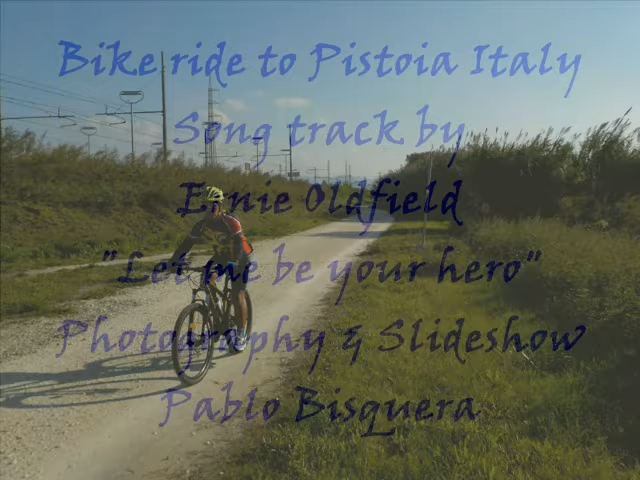 Bike ride to Pistoia Italy
Song track by
Ernie Oldfield
"Let me be your hero"
Photography & Slideshow
Pablo Bisquera